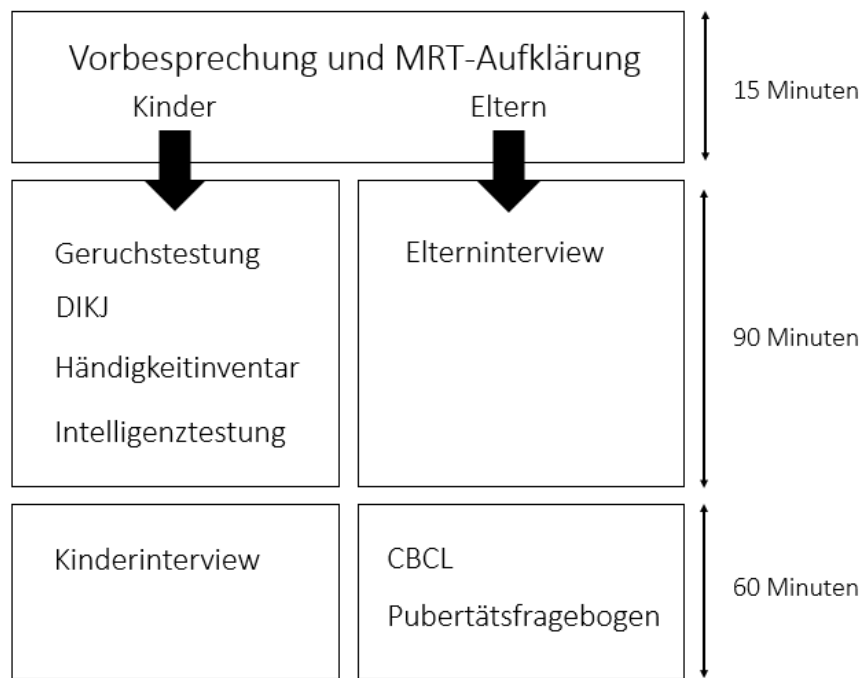 Vorbesprechung und MRT-Aufklärung
Kinder
Eltern
15 Minuten
Geruchstestung
DIKJ
Händigkeitinventar
Intelligenztestung
Elterninterview
90 Minuten
Kinderinterview
CBCL
Pubertätsfragebogen
60 Minuten